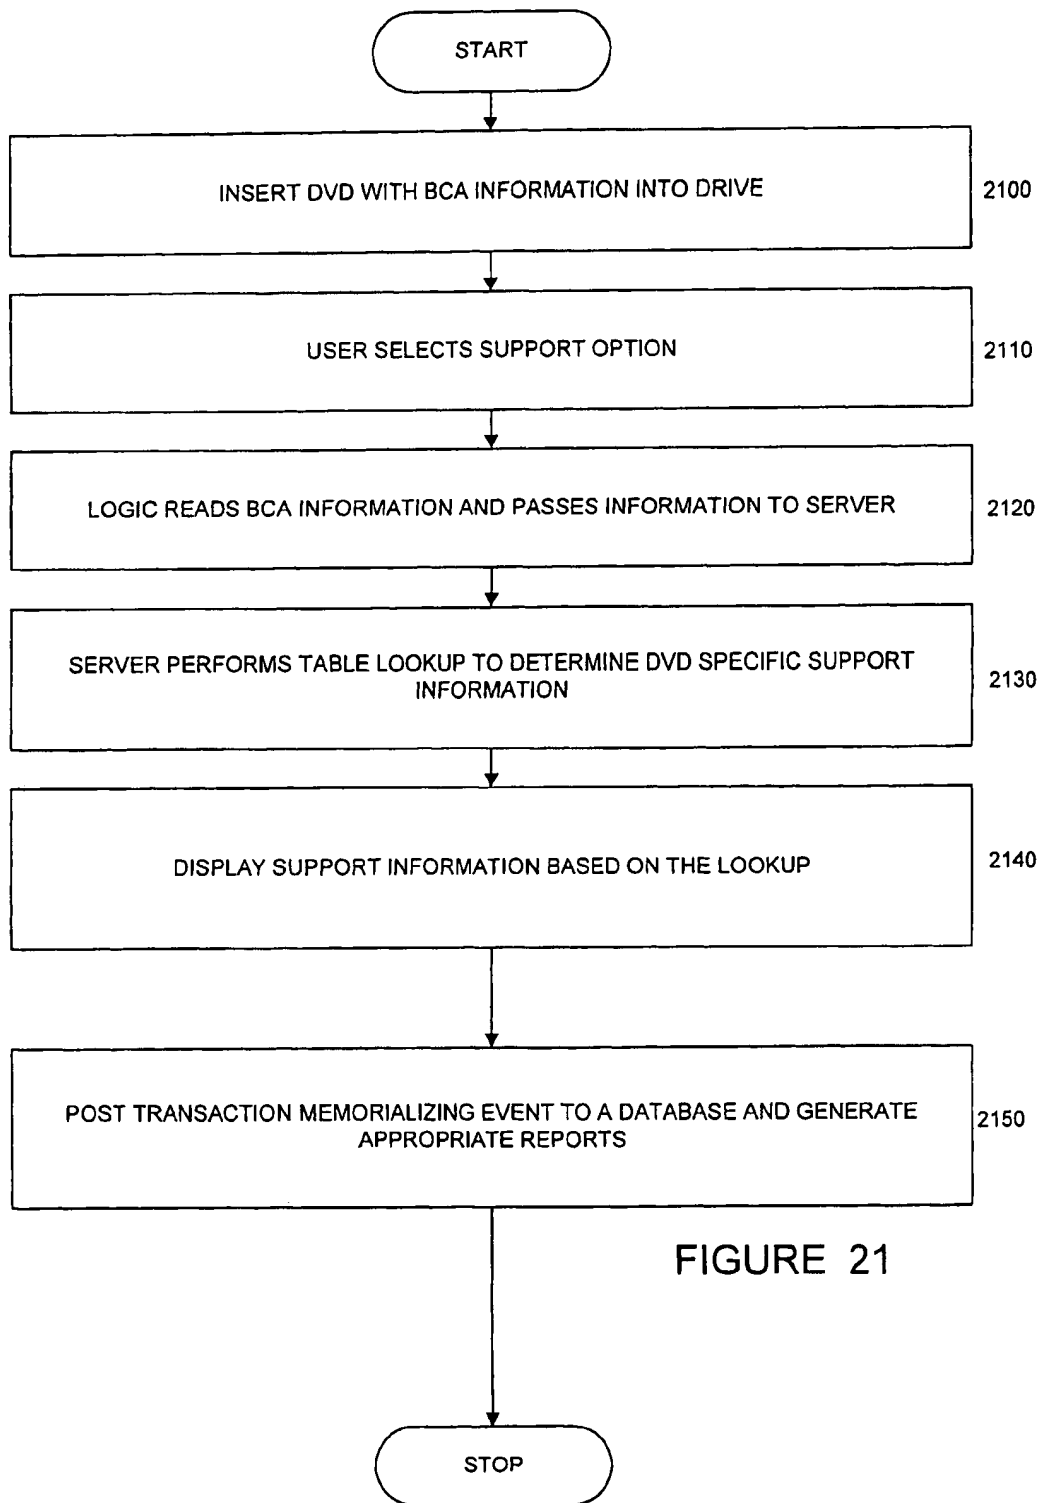 START
INSERT DVD WITH BCA INFORMATION INTO DRIVE
2100
USER SELECTS SUPPORT OPTION
2110
LOGIC READS BCA INFORMATION AND PASSES INFORMATION TO SERVER
2120
SERVER PERFORMS TABLE LOOKUP TO DETERMINE DVD SPECIFIC SUPPORT
INFORMATION
2130
DISPLAY SUPPORT INFORMATION BASED ON THE LOOKUP
2140
POST TRANSACTION MEMORIALIZING EVENT TO A DATABASE AND GENERATE
APPROPRIATE REPORTS
2150
FIGURE 21
STOP